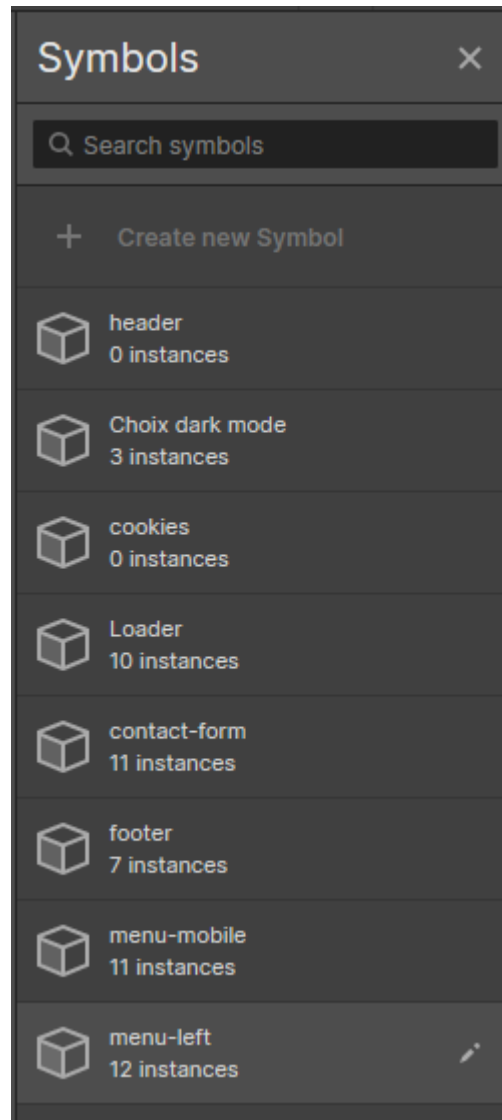 Symbols
Search symbols
Create new Symbol
header
0 instances
Choix dark mode
3 instances
cookies
0 instances
Loader
10 instances
contact-form
11 instances
footer
7 instances
menu-mobile
11 instances
menu-left
12 instances